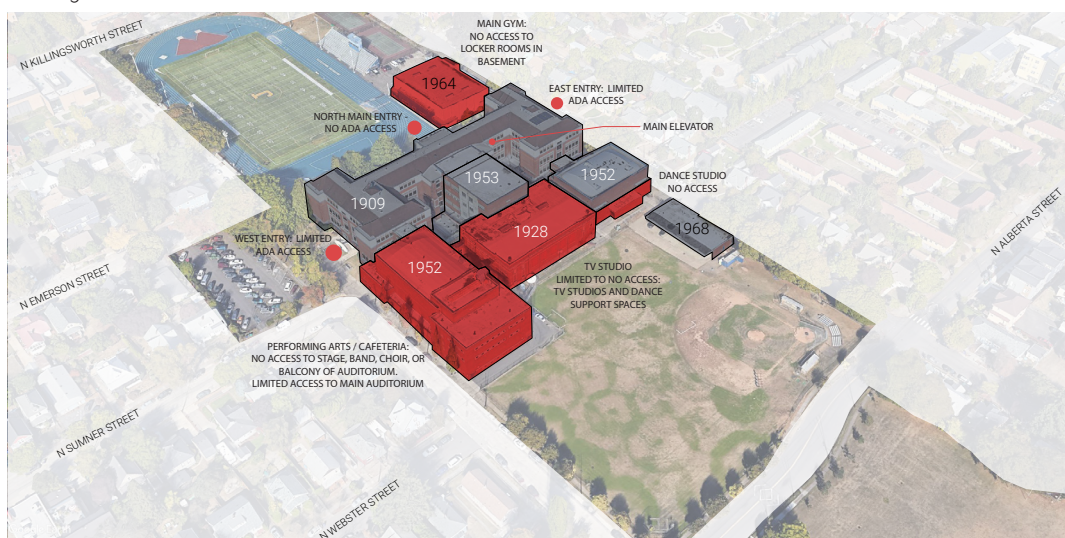 N KILLINGSWORTH STREET
MAIN GYM:
NO ACCESS TO
LOCKER ROOMS IN
BASEMENT
1964
EAST ENTRY: LIMITED
ADA ACCESS
NORTH MAIN ENTRY -
NO ADA ACCESS
MAIN ELEVATOR
1953
1952
DANCE STUDIO
NO ACCESS
1909
1968
1928
N ALBERTA STREET
WEST ENTRY: LIMITED
ADA ACCESS
1952
TV STUDIO
LIMITED TO NO ACCESS:
TV STUDIOS AND DANCE
SUPPORT SPACES
N EMERSON STREET
PERFORMING ARTS / CAFETERIA:
NO ACCESS TO STAGE, BAND, CHOIR, OR
BALCONY OF AUDITORIUM.
LIMITED ACCESS TO MAIN AUDITORIUM
N SUMNER STREET
N WEBSTER STREET